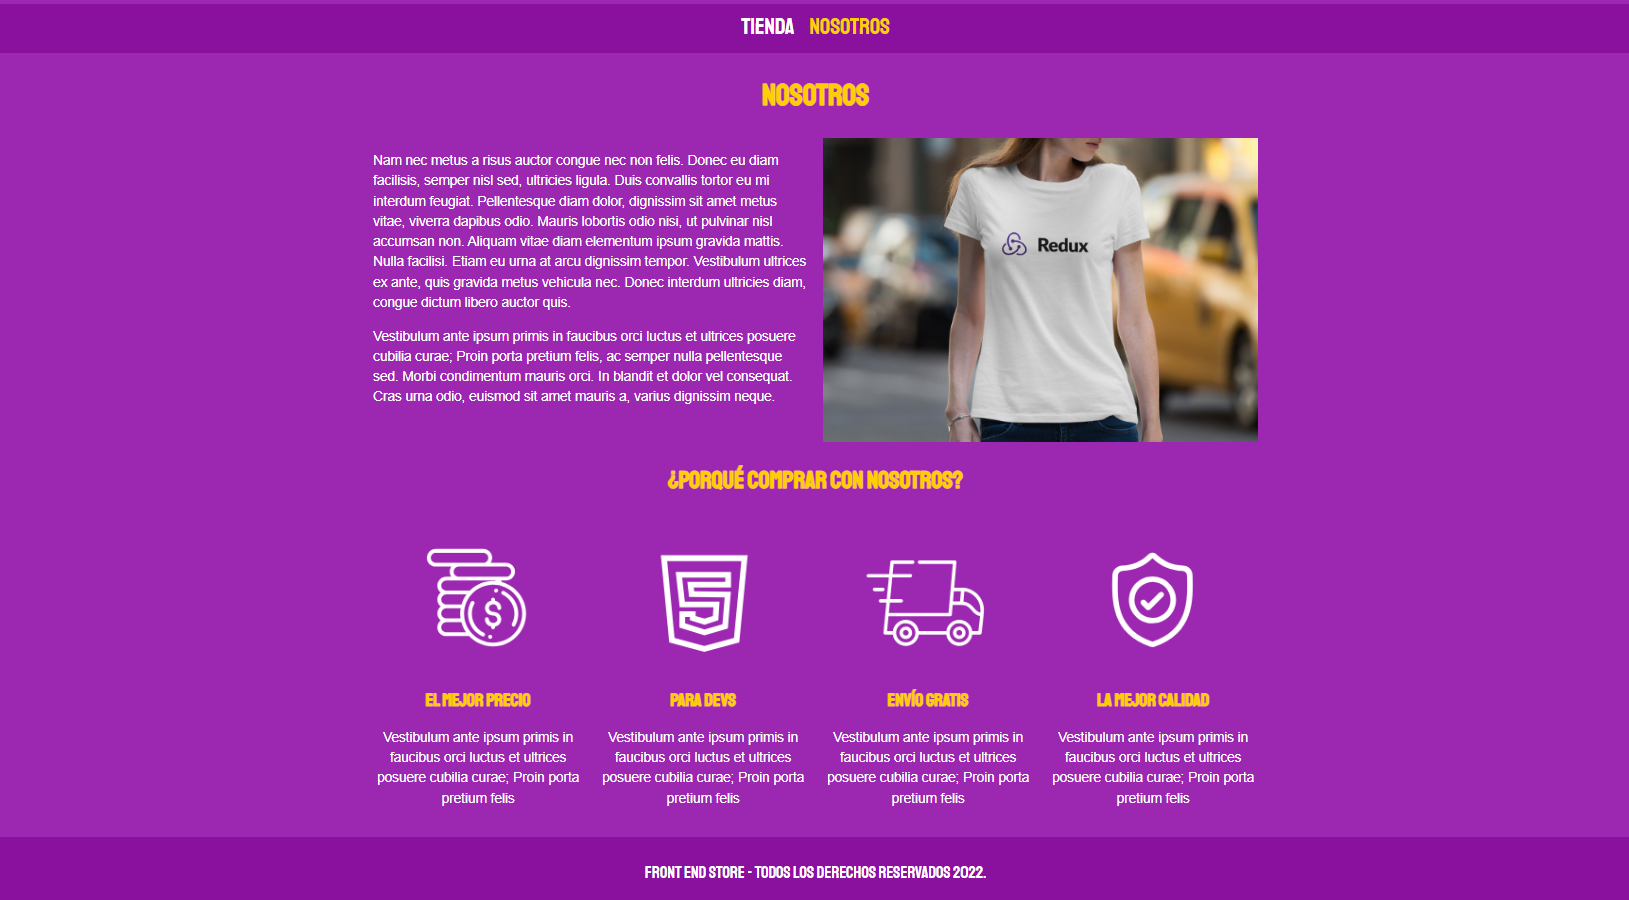 TIENDA NOSOTROS
NOSOTROS
Nam nec metus a risus auctor congue nec non felis. Donec eu diam
facilisis, semper nisl sed, ultricies ligula. Duis convallis tortor eu mi
interdum feugiat. Pellentesque diam dolor, dignissim sit amet metus
vitae, viverra dapibus odio. Mauris lobortis odio nisi, ut pulvinar nisl
accumsan non. Aliquam vitae diam elementum ipsum gravida mattis.
Nulla facilisi. Etiam eu urna at arcu dignissim tempor. Vestibulum ultrices
ex ante, quis gravida metus vehicula nec. Donec interdum ultricies diam,
congue dictum libero auctor quis.
Vestibulum ante ipsum primis in faucibus orci luctus et ultrices posuere
cubilia curae; Proin porta pretium felis, ac semper nulla pellentesque
sed. Morbi condimentum mauris orci. In blandit et dolor vel consequat.
Cras urna odio, euismod sit amet mauris a, varius dignissim neque.
Redux
¿PORQUÉ COMPRAR CON NOSOTROS?
$
5
EL MEJOR PRECIO
Vestibulum ante ipsum primis in
faucibus orci luctus et ultrices
posuere cubilia curae; Proin porta
pretium felis
PARA DEVS
Vestibulum ante ipsum primis in
faucibus orci luctus et ultrices
posuere cubilia curae; Proin porta
pretium felis
ENVÍO GRATIS
Vestibulum ante ipsum primis in
faucibus orci luctus et ultrices
posuere cubilia curae; Proin porta
pretium felis
LA MEJOR CALIDAD
Vestibulum ante ipsum primis in
faucibus orci luctus et ultrices
posuere cubilia curae; Proin porta
pretium felis
FRONT END STORE - TODOS LOS DERECHOS RESERVADOS 2022.